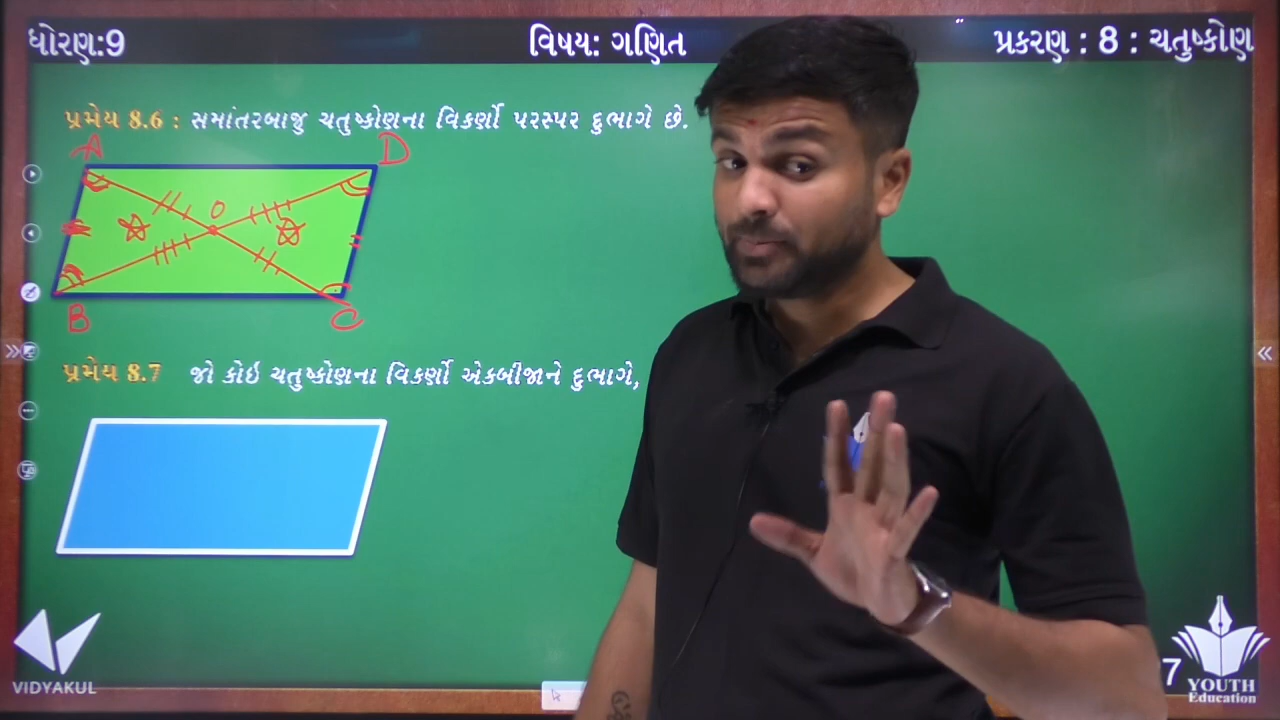 ધોરણ:9
વિષય: ગણિત
પ્રકરણ : 8 : ચતુષ્કોણ
પ્રમેય 8.6 : સમાંતરબાજુ ચતુષ્કોણના વિકર્ણો પરસ્પર દુભાગે છે.
A
D
O
B
C
પ્રમેય 8.7 જો કોઇ ચતુષ્કોણના વિકર્ણો એકબીજાને દુભાગે,
VIDYAKUL
7
YOUTH
Education